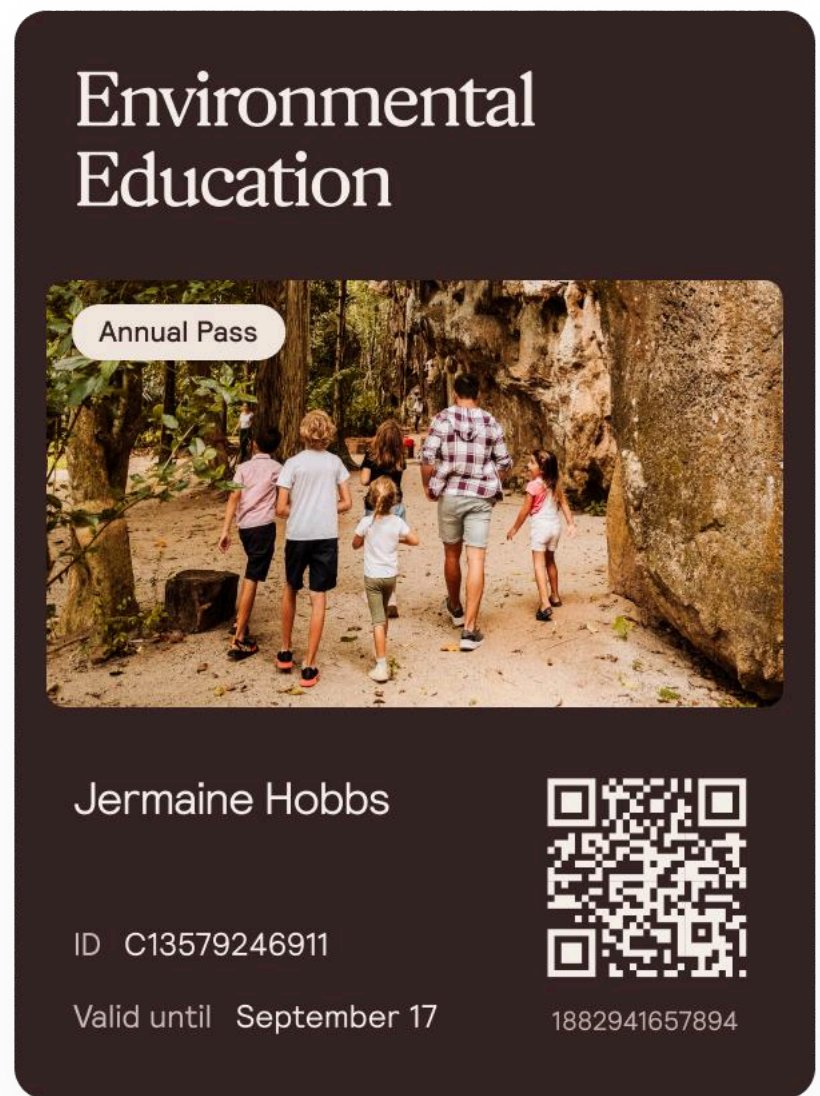 Environmental
Education
Annual Pass
Jermaine Hobbs
ID C13579246911
Valid until September 17
1882941657894